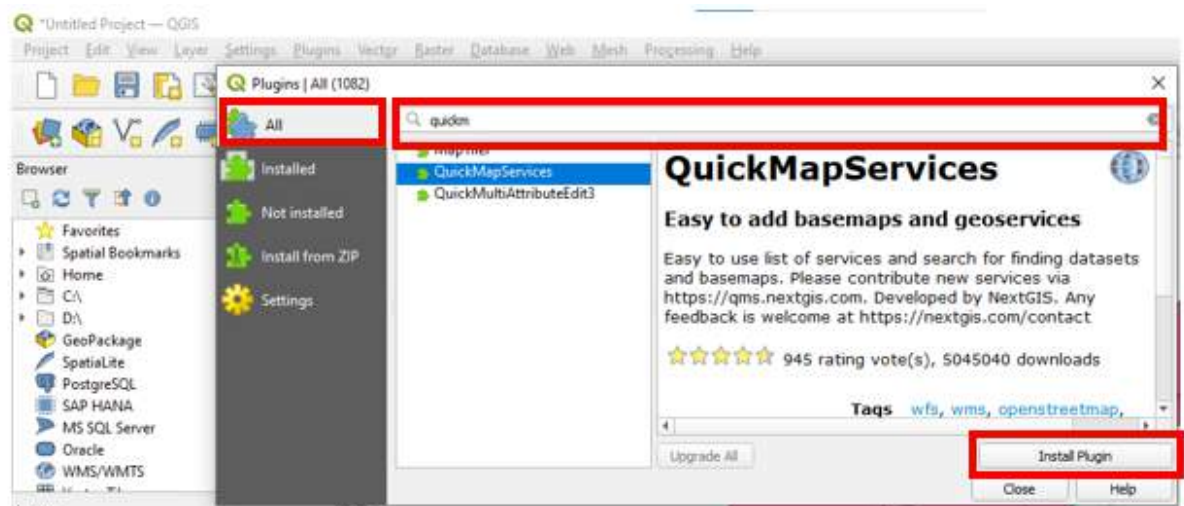 *Untitled Project — QGIS
Project Edit View Layer Settings Plugins Vector Raster Database Web Mesh Processing Help
Plugins | All (1082)
All
quickm
Installed
Not installed
Install from ZIP
Settings
MapTiler
QuickMapServices
QuickMultiAttributeEdit3
QuickMapServices
Easy to add basemaps and geoservices
Easy to use list of services and search for finding datasets
and basemaps. Please contribute new services via
https://qms.nextgis.com. Developed by NextGIS. Any
feedback is welcome at https://nextgis.com/contact
945 rating vote(s), 5045040 downloads
Tags wfs, wms, openstreetmap,
Upgrade All
Install Plugin
Close Help
Browser
Favorites
Spatial Bookmarks
Home
C:\
D:\
GeoPackage
SpatiaLite
PostgreSQL
SAP HANA
MS SQL Server
Oracle
WMS/WMTS